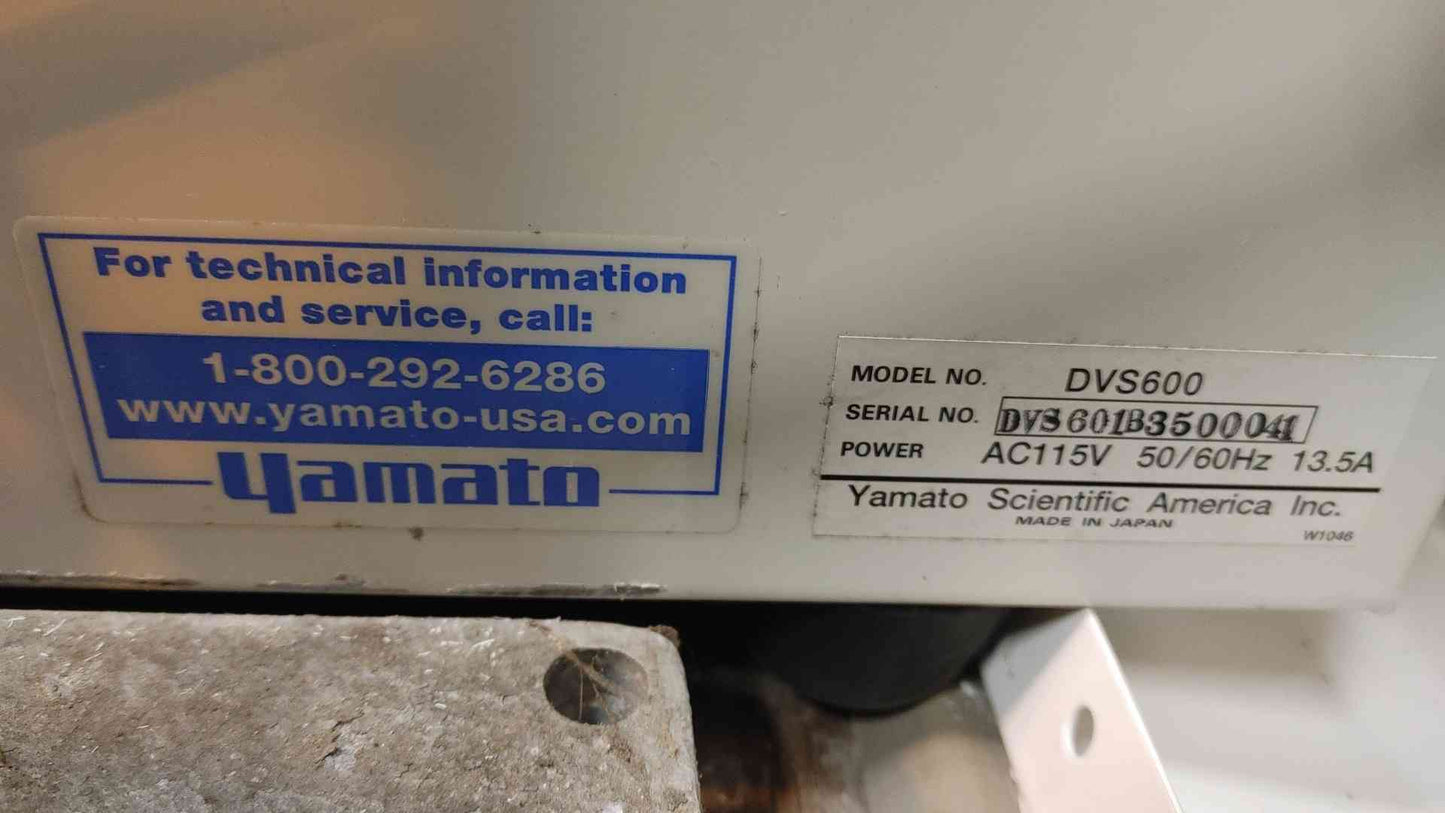 For technical information
and service, call:
1-800-292-6286
www.yamato-usa.com
yamato
MODEL NO. DVS600
SERIAL NO. DVS601B3500041
POWER AC115V 50/60Hz 13.5A
Yamato Scientific America Inc.
MADE IN JAPAN
W1046